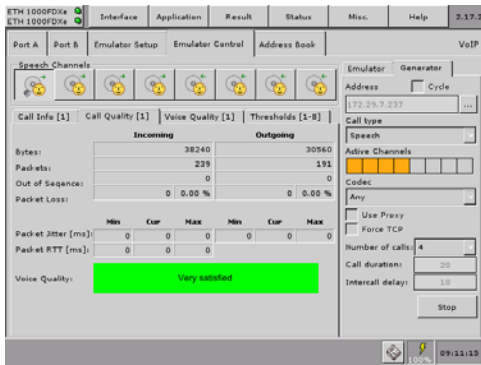 ETH 1000FDXe Interface Application Result Status Misc. Help 2.17.
ETH 1000FDXe
Port A Port B Emulator Setup Emulator Control Address Book VoIP
Speech Channels
Emulator Generator
Address Cycle
172.29.7.237 ...
Call Info [1] Call Quality [1] Voice Quality [1] Thresholds [1-8]
Call type
Speech
Incoming Outgoing
Active Channels
Bytes: 38240 30560
Packets: 239 191
Out of Seqence: 0 0
Packet Loss: 0 0.00 % 0 0.00 %
Codec
Any
Use Proxy
Force TCP
Min Cur Max Min Cur Max
Packet Jitter [ms]: 0 0 0 0 0 0
Packet RTT [ms]: 0 0 0
Number of calls: 4
Call duration: 20
Intercall delay: 10
Voice Quality: Very satisfied
Stop
100% 09:11:15